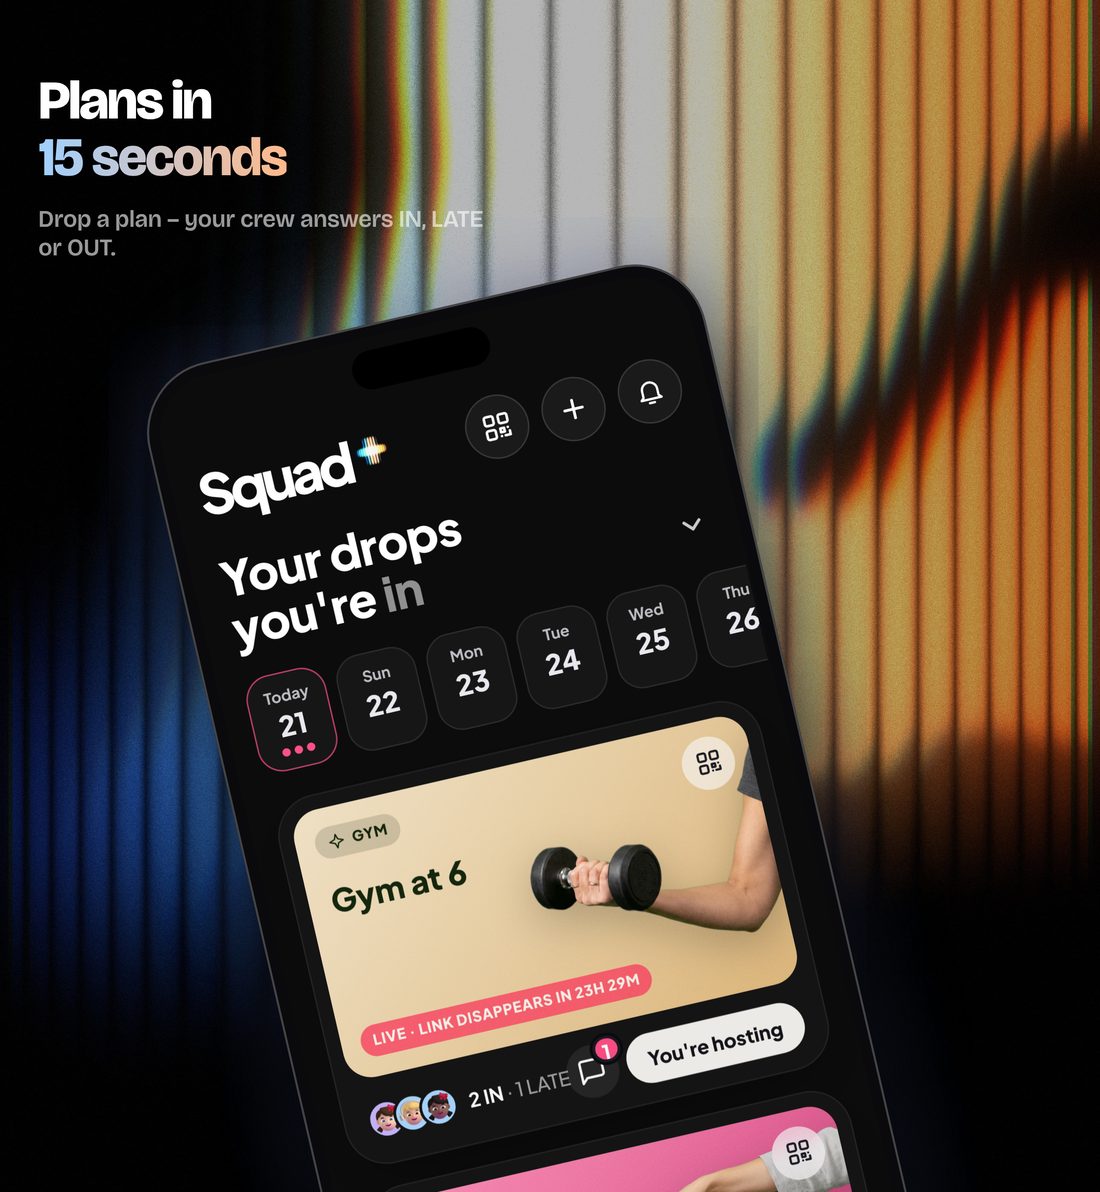 Plans in
15 seconds
Drop a plan – your crew answers IN, LATE
or OUT.
Squad
Your drops
you're in
Today
21
Sun
22
Mon
23
Tue
24
Wed
25
Thu
26
GYM
Gym at 6
LIVE · LINK DISAPPEARS IN 23H 29M
2 IN · 1 LATE
1
You're hosting